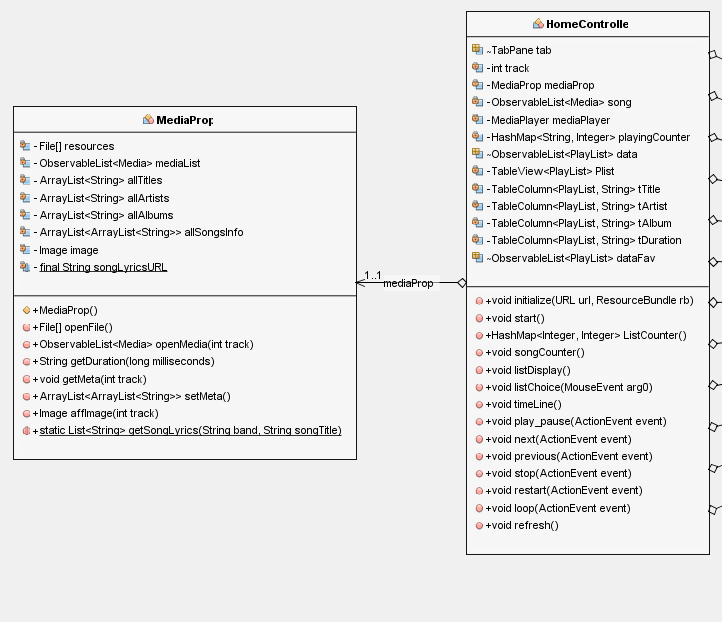 MediaProp
- File[] resources
- ObservableList<Media> mediaList
- ArrayList<String> allTitles
- ArrayList<String> allArtists
- ArrayList<String> allAlbums
- ArrayList<ArrayList<String>> allSongsInfo
- Image image
- final String songLyricsURL
+MediaProp()
+File[] openFile()
+ObservableList<Media> openMedia(int track)
+String getDuration(long milliseconds)
+void getMeta(int track)
+ArrayList<ArrayList<String>> setMeta()
+Image affImage(int track)
+static List<String> getSongLyrics(String band, String songTitle)
1..1
mediaProp
HomeControlle
~TabPane tab
-int track
-MediaProp mediaProp
-ObservableList<Media> song
-MediaPlayer mediaPlayer
-HashMap<String, Integer> playingCounter
~ObservableList<PlayList> data
-TableView<PlayList> Plist
-TableColumn<PlayList, String> tTitle
-TableColumn<PlayList, String> tArtist
-TableColumn<PlayList, String> tAlbum
-TableColumn<PlayList, String> tDuration
~ObservableList<PlayList> dataFav
+void initialize(URL url, ResourceBundle rb)
+void start()
+HashMap<Integer, Integer> ListCounter()
+void songCounter()
+void listDisplay()
+void listChoice(MouseEvent arg0)
+void timeLine()
+void play_pause(ActionEvent event)
+void next(ActionEvent event)
+void previous(ActionEvent event)
+void stop(ActionEvent event)
+void restart(ActionEvent event)
+void loop(ActionEvent event)
+void refresh()